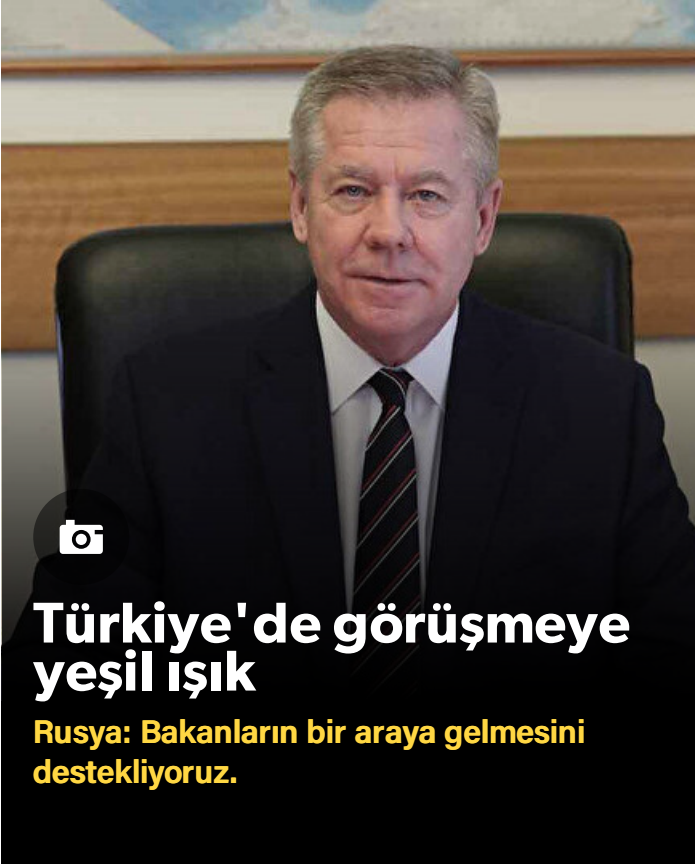 Türkiye'de görüşmeye
yeşil ışık
Rusya: Bakanların bir araya gelmesini
destekliyoruz.